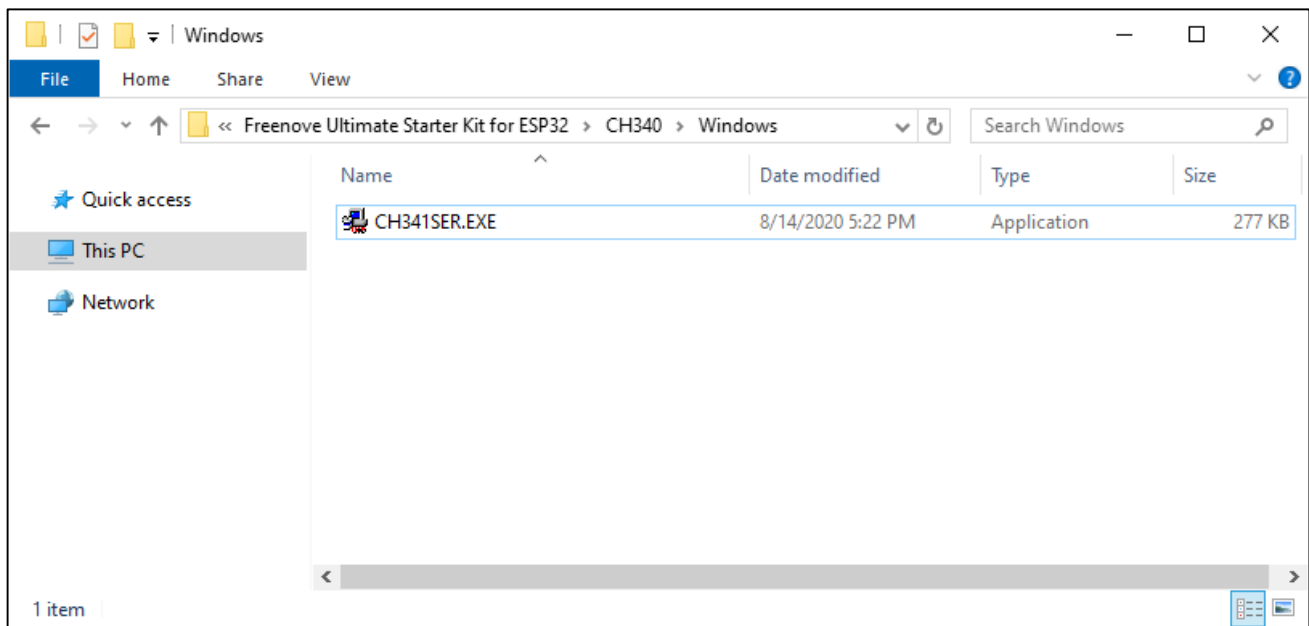 Windows
File Home Share View
« Freenove Ultimate Starter Kit for ESP32 > CH340 > Windows Search Windows
Name Date modified Type Size
Quick access
CH341SER.EXE 8/14/2020 5:22 PM Application 277 KB
This PC
Network
1 item